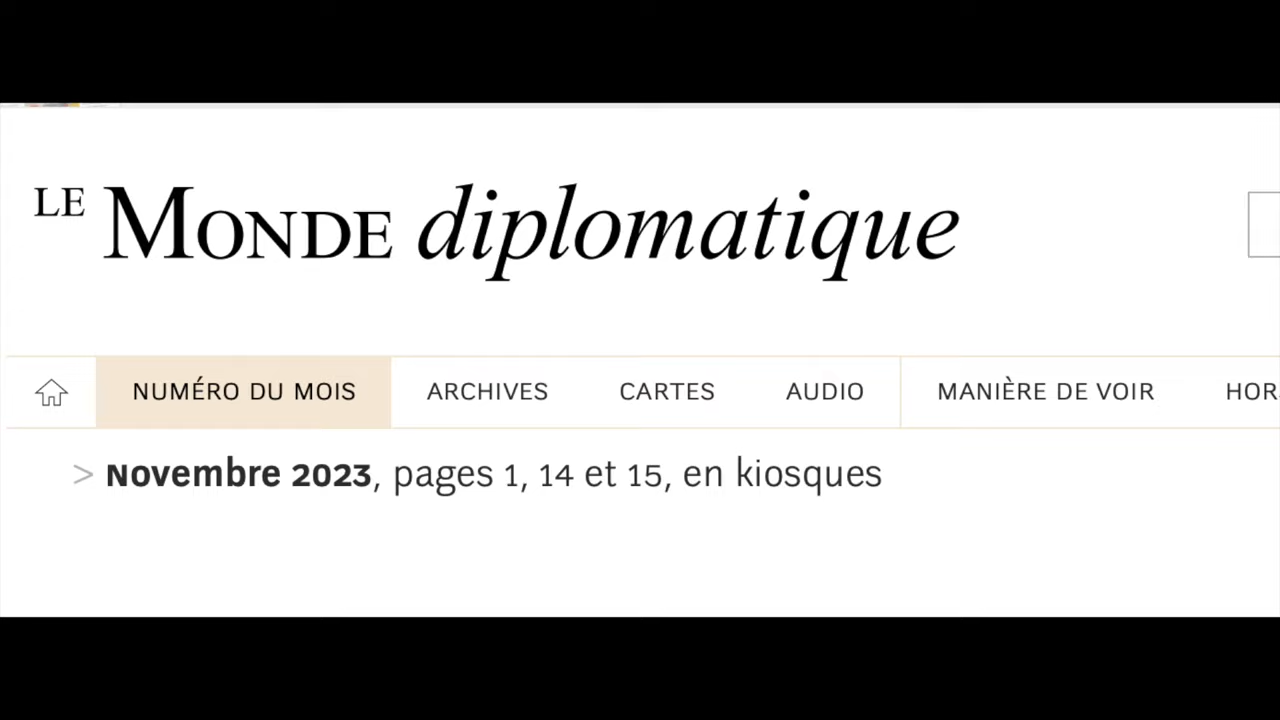 LE MONDE diplomatique
NUMÉRO DU MOIS ARCHIVES CARTES AUDIO MANIÈRE DE VOIR
> Novembre 2023, pages 1, 14 et 15, en kiosques